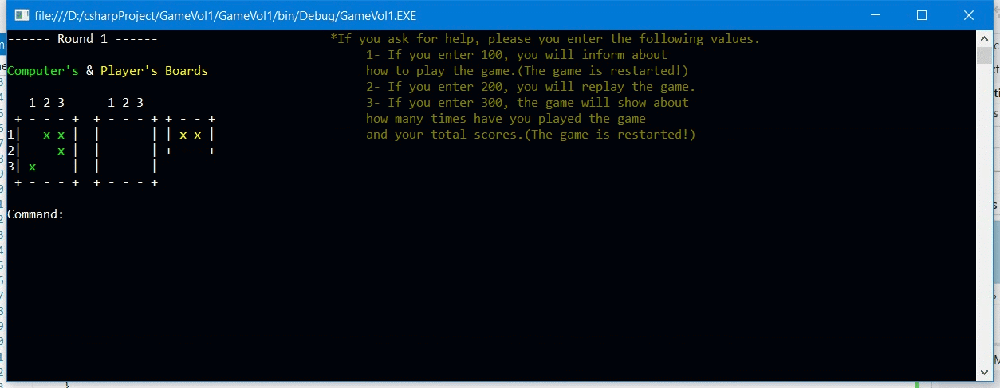 file:///D:/csharpProject/GameVol1/GameVol1/bin/Debug/GameVol1.EXE
------ Round 1 ------
*If you ask for help, please you enter the following values.
1- If you enter 100, you will inform about
how to play the game.(The game is restarted!)
2- If you enter 200, you will replay the game.
3- If you enter 300, the game will show about
how many times have you played the game
and your total scores.(The game is restarted!)
Computer's & Player's Boards
1 2 3 1 2 3
+ - - - + + - - - + + - - - +
1| x x | | | | x x |
2| x | | | + - - - +
3| x | | |
+ - - - + + - - - +
Command: